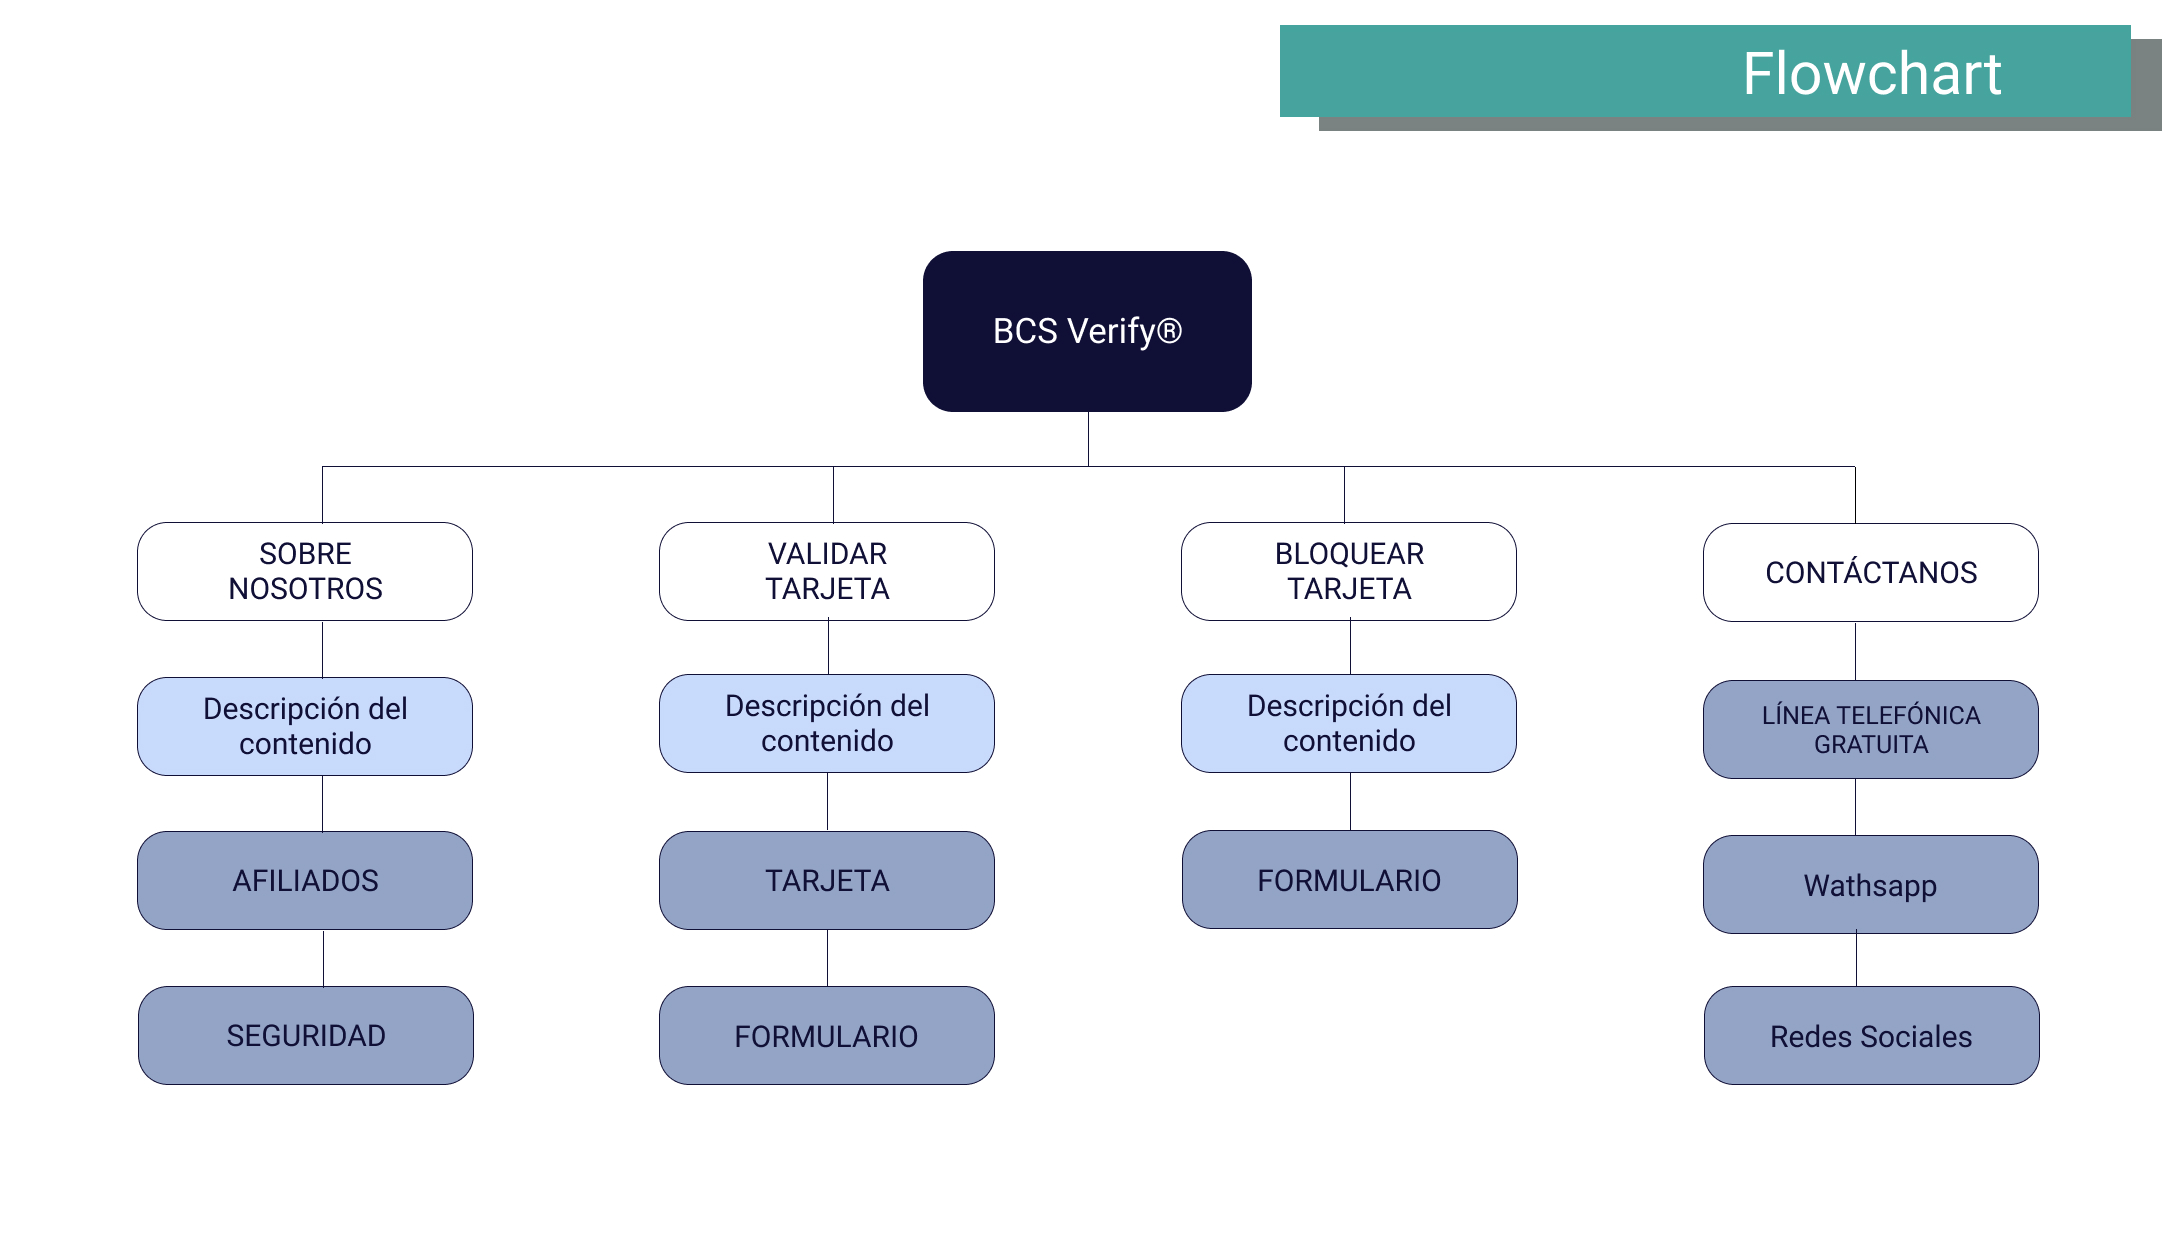 Flowchart
BCS Verify®
SOBRE
NOSOTROS
VALIDAR
TARJETA
BLOQUEAR
TARJETA
CONTÁCTANOS
Descripción del
contenido
Descripción del
contenido
Descripción del
contenido
LÍNEA TELEFÓNICA
GRATUITA
AFILIADOS
TARJETA
FORMULARIO
Wathsapp
SEGURIDAD
FORMULARIO
Redes Sociales